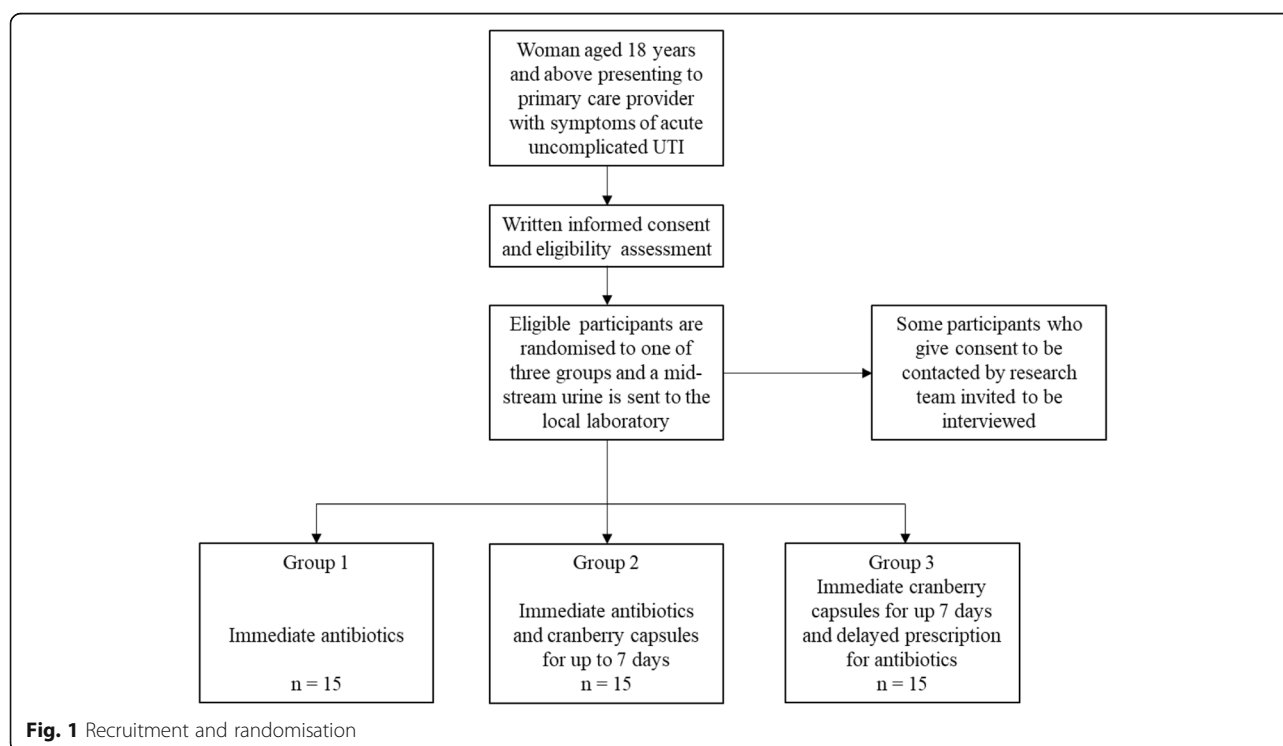 Woman aged 18 years
and above presenting to
primary care provider
with symptoms of acute
uncomplicated UTI
Written informed consent
and eligibility assessment
Eligible participants are
randomised to one of
three groups and a mid-
stream urine is sent to the
local laboratory
Some participants who
give consent to be
contacted by research
team invited to be
interviewed
Group 1
Immediate antibiotics
n = 15
Group 2
Immediate antibiotics
and cranberry capsules
for up to 7 days
n = 15
Group 3
Immediate cranberry
capsules for up 7 days
and delayed prescription
for antibiotics
n = 15
Fig. 1 Recruitment and randomisation